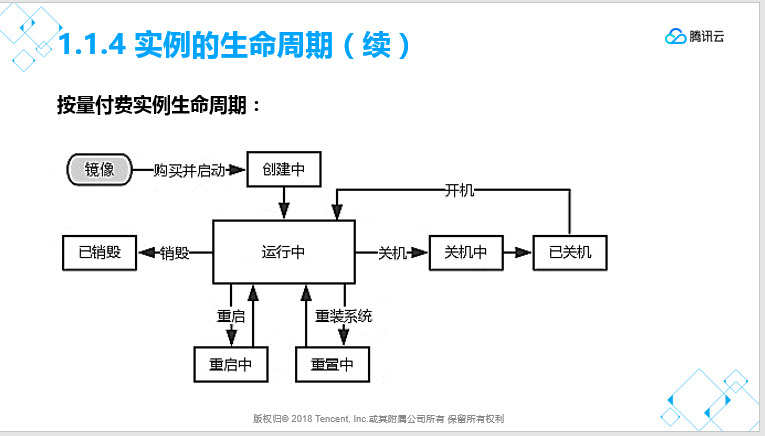 1.1.4 实例的生命周期（续）
腾讯云
按量付费实例生命周期：
镜像
购买并启动
创建中
开机
已销毁
销毁
运行中
关机
关机中
已关机
重启
重装系统
重启中
重置中
版权归© 2018 Tencent, Inc.或其附属公司所有 保留所有权利